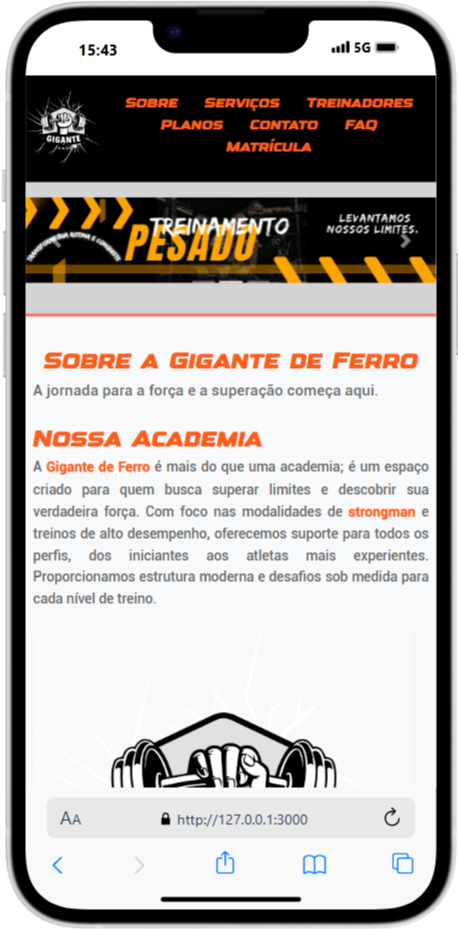 15:43
5G
Sobre Serviços Treinadores
Planos Contato FAQ
Matrícula
GIGANTE
TREINAMENTO
PESADO
TRANSFORME SUA ROTINA E CONQUISTE
LEVANTAMOS
NOSSOS LIMITES.
Sobre a Gigante de Ferro
A jornada para a força e a superação começa aqui.
Nossa Academia
A Gigante de Ferro é mais do que uma academia; é um espaço
criado para quem busca superar limites e descobrir sua
verdadeira força. Com foco nas modalidades de strongman e
treinos de alto desempenho, oferecemos suporte para todos os
perfis, dos iniciantes aos atletas mais experientes.
Proporcionamos estrutura moderna e desafios sob medida para
cada nível de treino.
AA http://127.0.0.1:3000